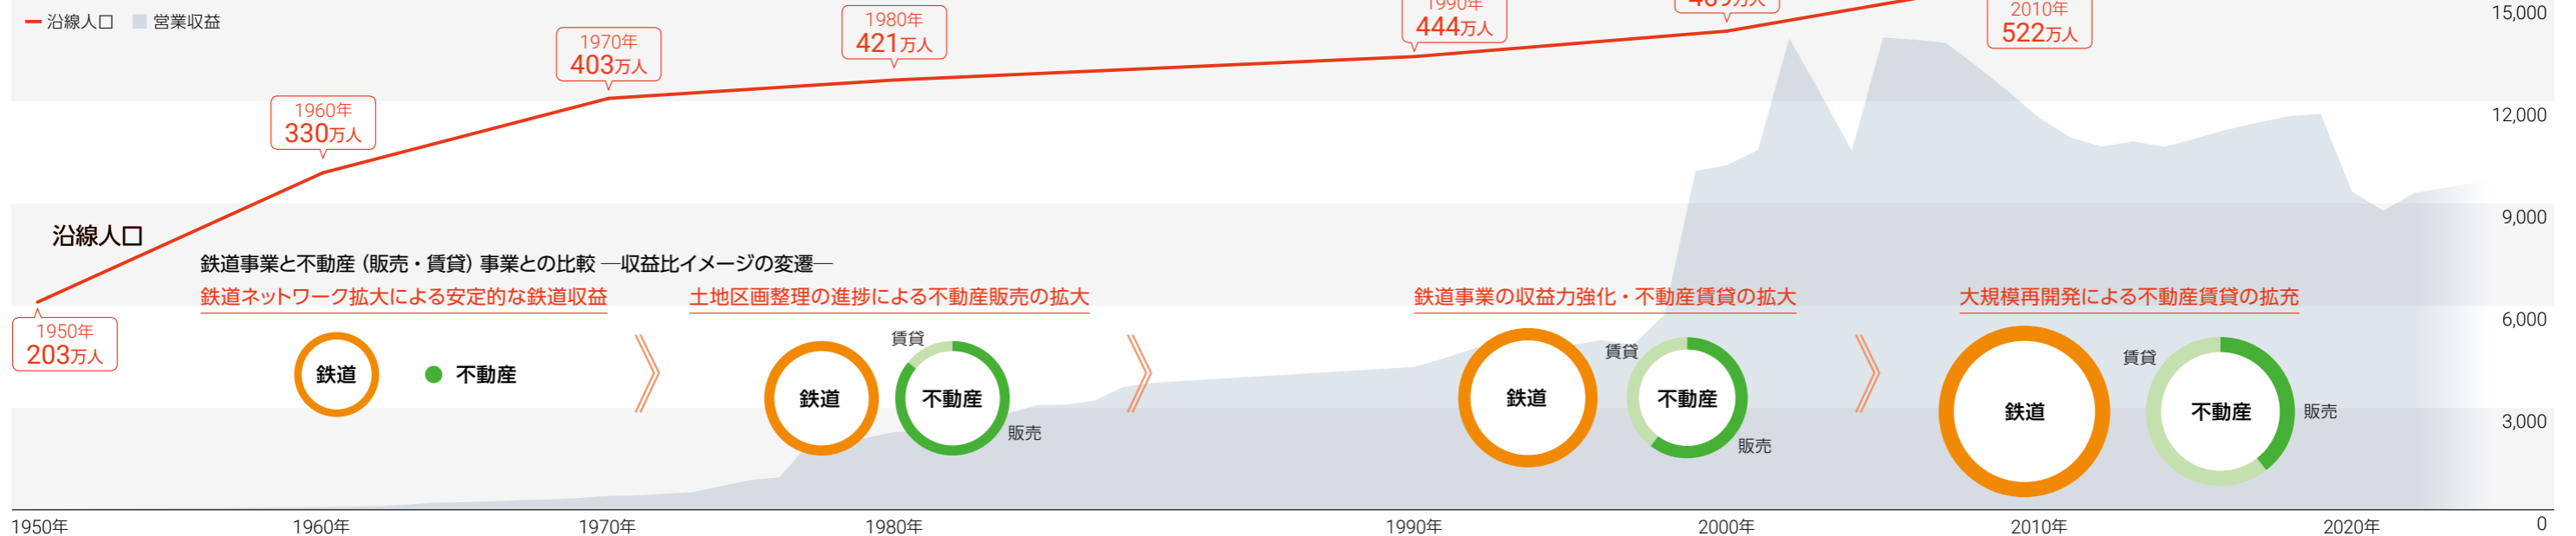 沿線人口
営業収益
1990年
444万人
2010年
522万人
15,000
1980年
421万人
1970年
403万人
1960年
330万人
12,000
9,000
沿線人口
鉄道事業と不動産(販売・賃貸)事業との比較 ―収益比イメージの変遷―
鉄道ネットワーク拡大による安定的な鉄道収益
土地区画整理の進捗による不動産販売の拡大
鉄道事業の収益力強化・不動産賃貸の拡大
大規模再開発による不動産賃貸の拡充
6,000
1950年
203万人
鉄道
不動産
賃貸
鉄道
不動産
販売
賃貸
鉄道
不動産
販売
賃貸
鉄道
不動産
販売
3,000
0
1950年
1960年
1970年
1980年
1990年
2000年
2010年
2020年